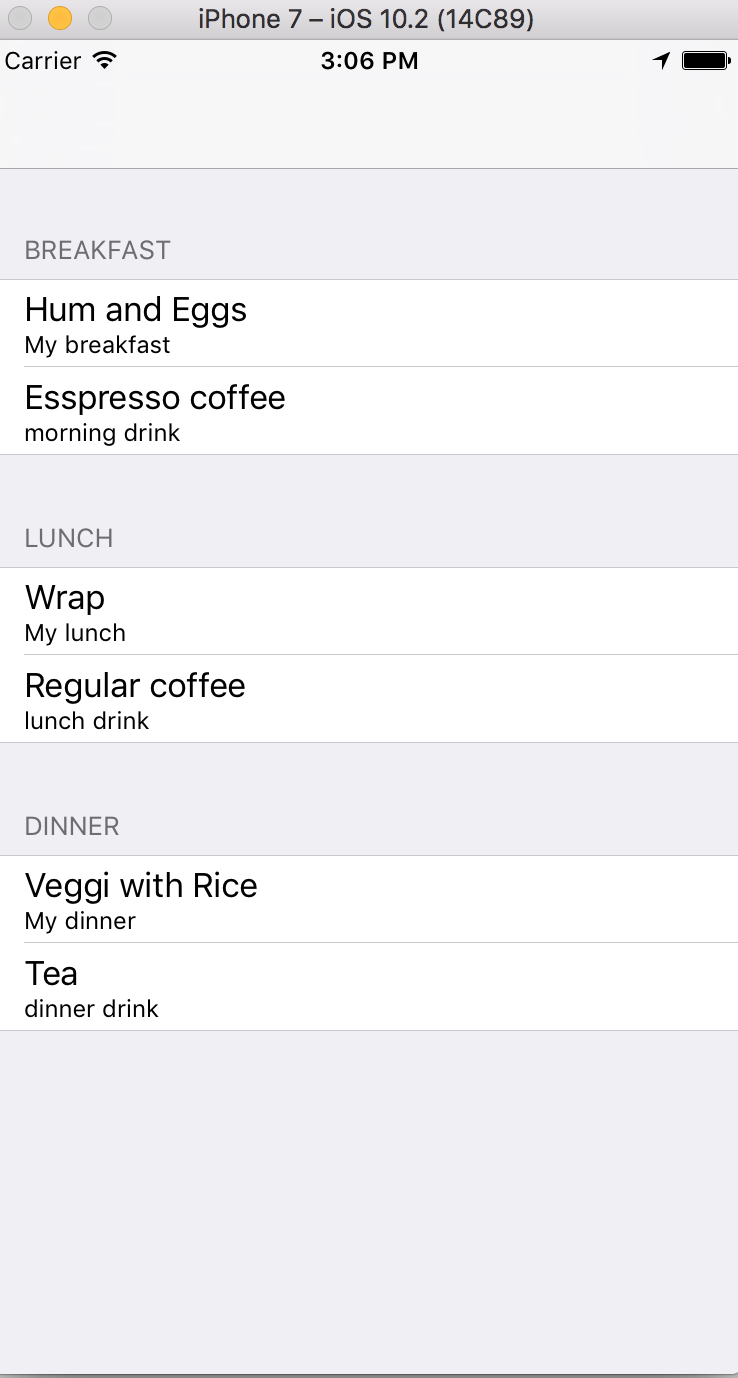 iPhone 7 – iOS 10.2 (14C89)
Carrier 3:06 PM
BREAKFAST
Hum and Eggs
My breakfast
Esspresso coffee
morning drink
LUNCH
Wrap
My lunch
Regular coffee
lunch drink
DINNER
Veggi with Rice
My dinner
Tea
dinner drink